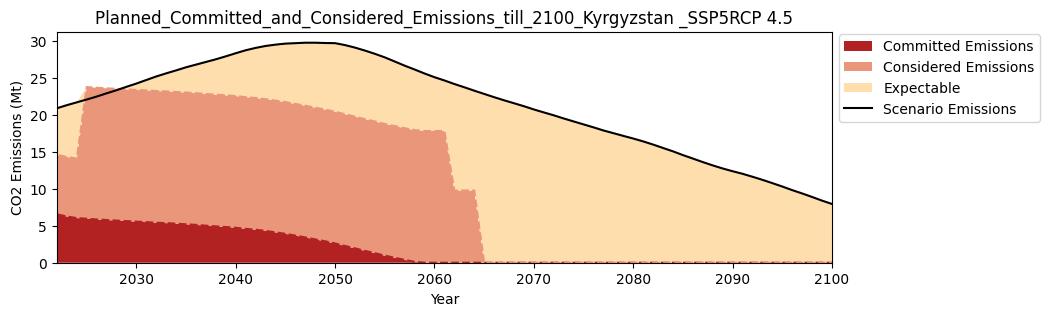 Planned_Committed_and_Considered_Emissions_till_2100_Kyrgyzstan _SSP5RCP 4.5
CO2 Emissions (Mt)
30
25
20
15
10
5
0
2030 2040 2050 2060 2070 2080 2090 2100
Year
Committed Emissions
Considered Emissions
Expectable
Scenario Emissions